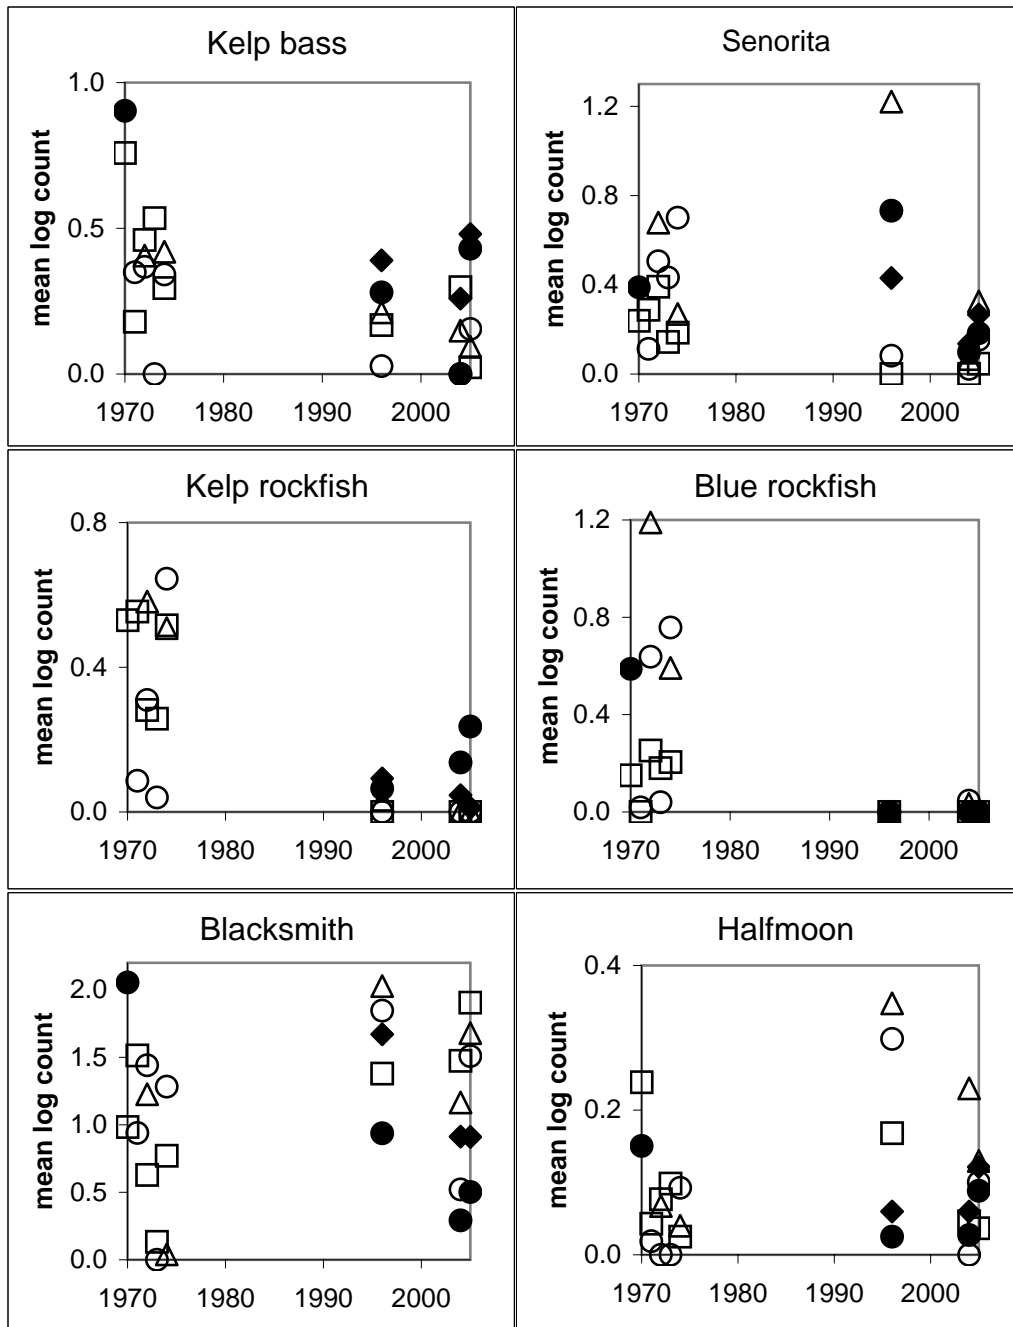 Kelp bass
1.0
0.5
0.0
mean log count
1970 1980 1990 2000
Senorita
1.2
0.8
0.4
0.0
mean log count
1970 1980 1990 2000
Kelp rockfish
0.8
0.4
0.0
mean log count
1970 1980 1990 2000
Blue rockfish
1.2
0.8
0.4
0.0
mean log count
1970 1980 1990 2000
Blacksmith
2.0
1.5
1.0
0.5
0.0
mean log count
1970 1980 1990 2000
Halfmoon
0.4
0.2
0.0
mean log count
1970 1980 1990 2000